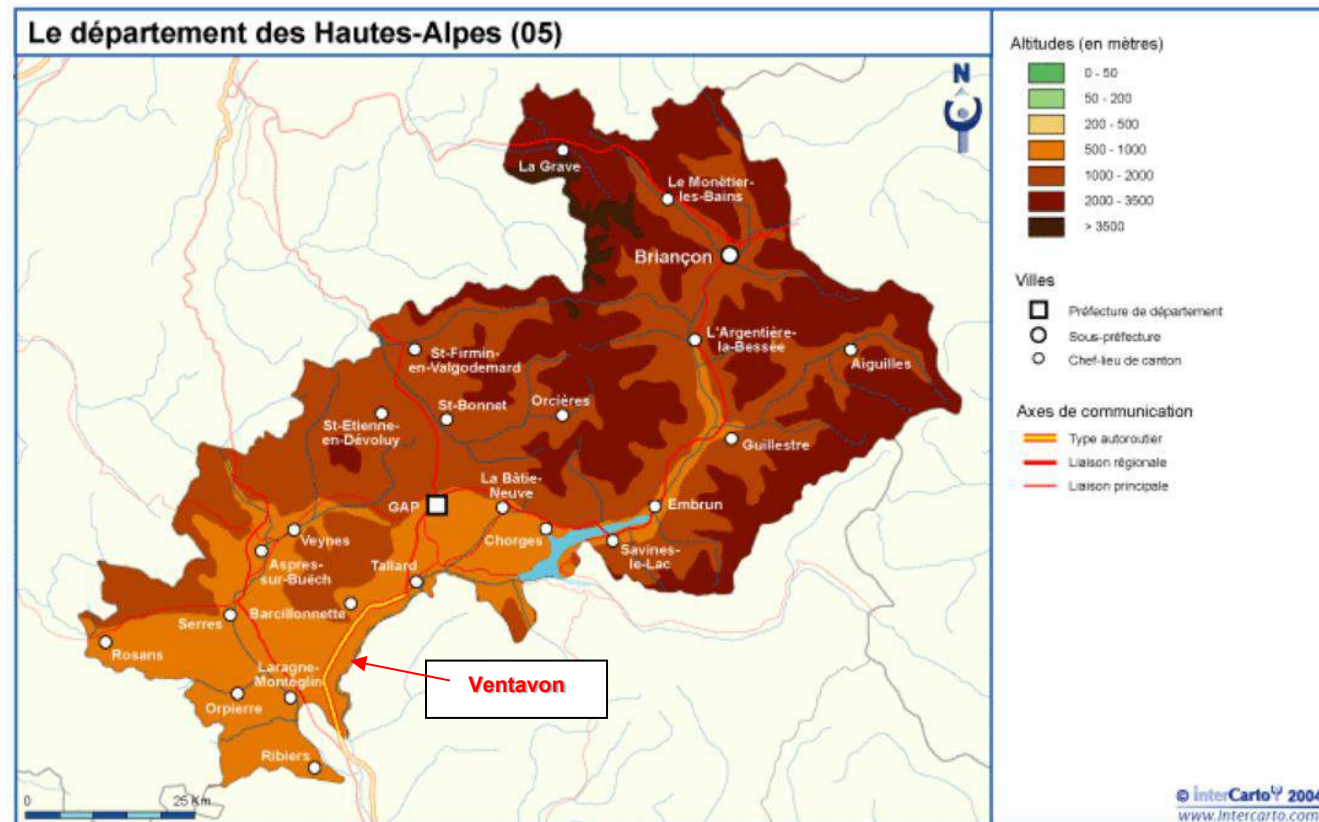 Le département des Hautes-Alpes (05)
N
La Grave
Le Monêtier-
les-Bains
Briançon
L'Argentière-
la-Bessée
Aiguilles
St-Firmin-
en-Valgodemard
St-Bonnet
Orcières
St-Etienne-
en-Dévoluy
Guillestre
La Bâtie-
Neuve
GAP
Embrun
Chorges
Savines-
le-Lac
Veynes
Aspres-
sur-Buëch
Tallard
Barcillonnette
Serres
Rosans
Laragne-
Montéglin
Orpierre
Ribiers
Ventavon
0
25 Km
Altitudes (en mètres)
0 - 50
50 - 200
200 - 500
500 - 1000
1000 - 2000
2000 - 3500
> 3500
Villes
Préfecture de département
Sous-préfecture
Chef-lieu de canton
Axes de communication
Type autoroutier
Liaison régionale
Liaison principale
© interCarto 2004
www.Intercarto.com